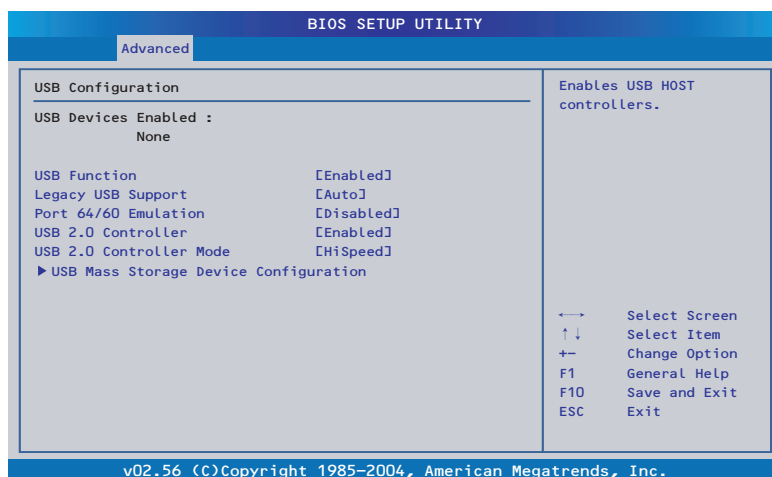 BIOS SETUP UTILITY
Advanced
USB Configuration
USB Devices Enabled :
None
USB Function [Enabled]
Legacy USB Support [Auto]
Port 64/60 Emulation [Disabled]
USB 2.0 Controller [Enabled]
USB 2.0 Controller Mode [HiSpeed]
▶ USB Mass Storage Device Configuration
Enables USB HOST
controllers.
←→ Select Screen
↑↓ Select Item
+- Change Option
F1 General Help
F10 Save and Exit
ESC Exit
v02.56 (C)Copyright 1985-2004, American Megatrends, Inc.